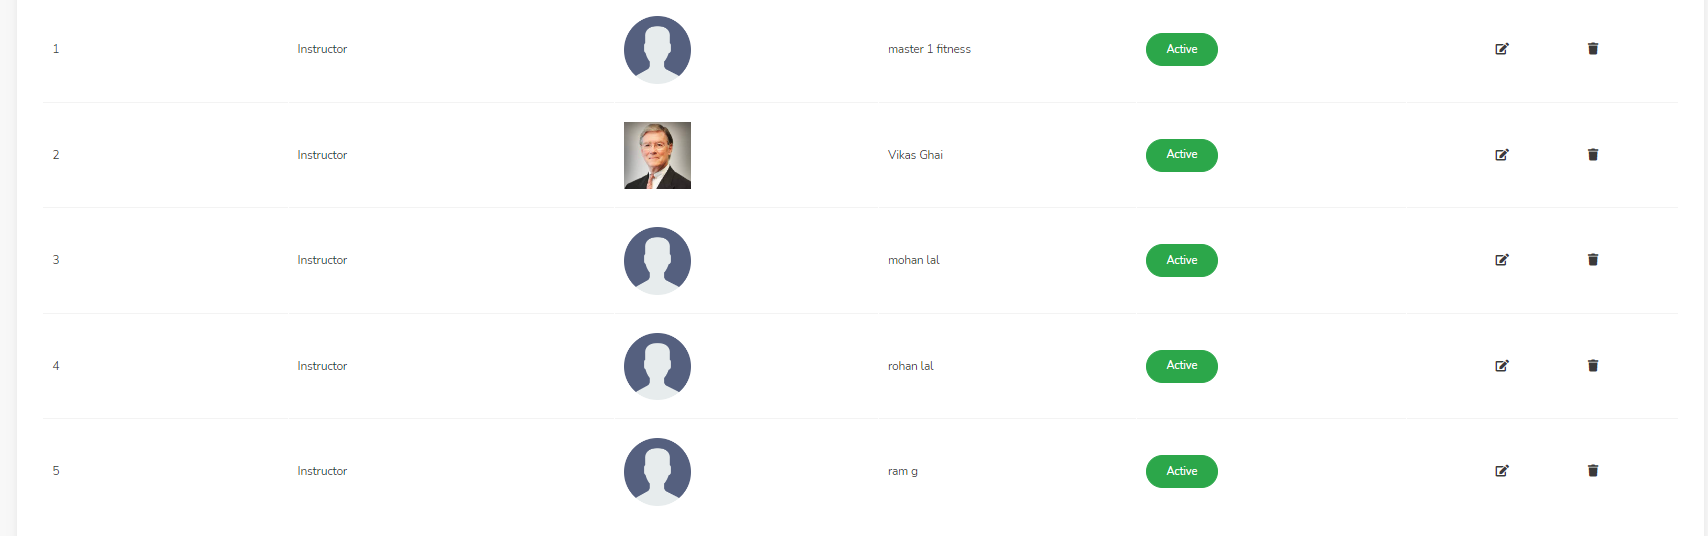 1 Instructor master 1 fitness Active
2 Instructor Vikas Ghai Active
3 Instructor mohan lal Active
4 Instructor rohan lal Active
5 Instructor ram g Active